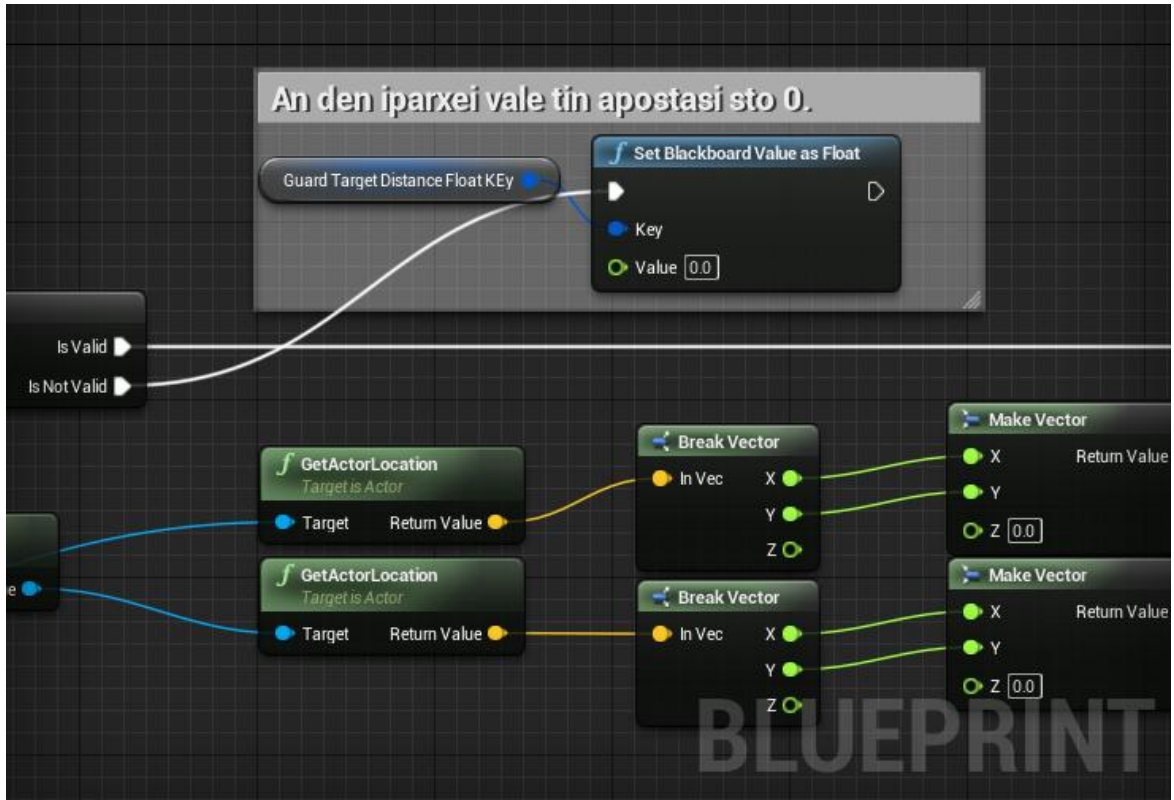 An den iparxei vale tin apostasi sto 0.
Guard Target Distance Float KEy
Set Blackboard Value as Float
Key
Value 0.0
Is Valid
Is Not Valid
GetActorLocation
Target is Actor
Target Return Value
Break Vector
In Vec X
Y
Z
Make Vector
X Return Value
Y
Z 0.0
e
GetActorLocation
Target is Actor
Target Return Value
Break Vector
In Vec X
Y
Z
Make Vector
X Return Value
Y
Z 0.0
BLUEPRINT